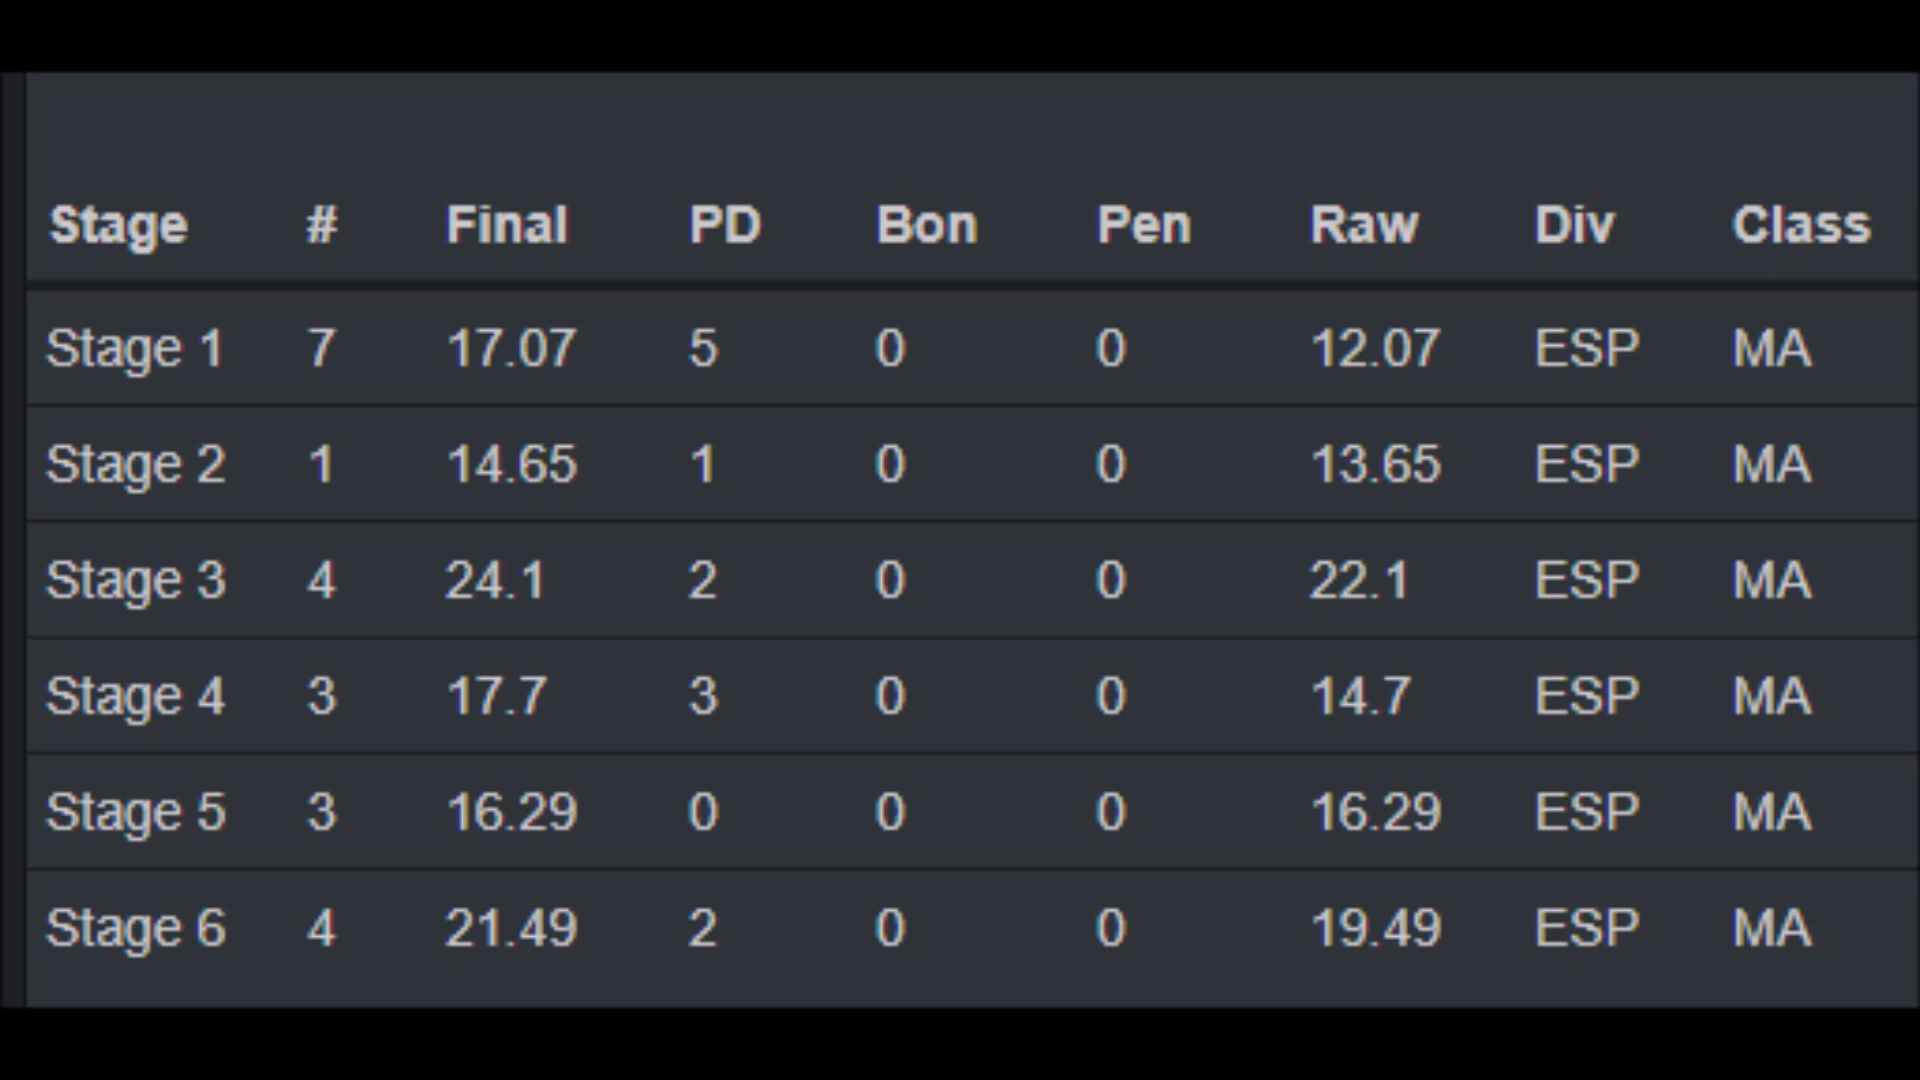 Stage # Final PD Bon Pen Raw Div Class
Stage 1 7 17.07 5 0 0 12.07 ESP MA
Stage 2 1 14.65 1 0 0 13.65 ESP MA
Stage 3 4 24.1 2 0 0 22.1 ESP MA
Stage 4 3 17.7 3 0 0 14.7 ESP MA
Stage 5 3 16.29 0 0 0 16.29 ESP MA
Stage 6 4 21.49 2 0 0 19.49 ESP MA